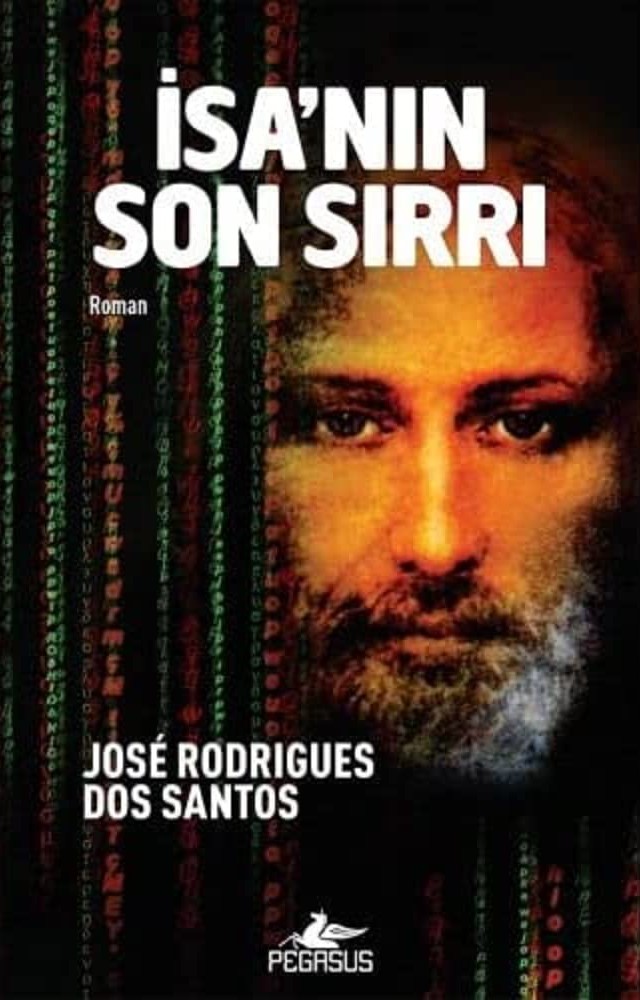 İSA'NIN
SON SIRRI
Roman
JOSÉ RODRIGUES
DOS SANTOS
PEGASUS